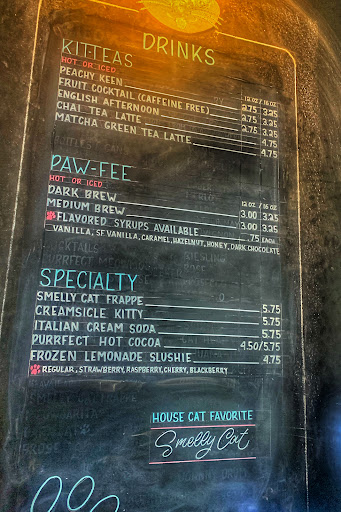 DRINKS
KIT-TEAS
HOT OR ICED 12 OZ / 16 OZ
PEACHY KEEN 2.75 3.25
FRUIT COCKTAIL (CAFFEINE FREE) 2.75 3.25
ENGLISH AFTERNOON 2.75 3.25
CHAI TEA LATTE 4.75
MATCHA GREEN TEA LATTE 4.75
PAW-FEE
HOT OR ICED 12 OZ / 16 OZ
DARK BREW 3.00 3.25
MEDIUM BREW 3.00 3.25
FLAVORED SYRUPS AVAILABLE .75 EACH
VANILLA, SF VANILLA, CARAMEL, HAZELNUT, HONEY, DARK CHOCOLATE
SPECIALTY
SMELLY CAT FRAPPE 5.75
CREAMSICLE KITTY 5.75
ITALIAN CREAM SODA 5.75
PURRFECT HOT COCOA 4.50/5.75
FROZEN LEMONADE SLUSHIE 4.75
REGULAR, STRAWBERRY, RASPBERRY, CHERRY, BLACKBERRY
HOUSE CAT FAVORITE
Smelly Cat